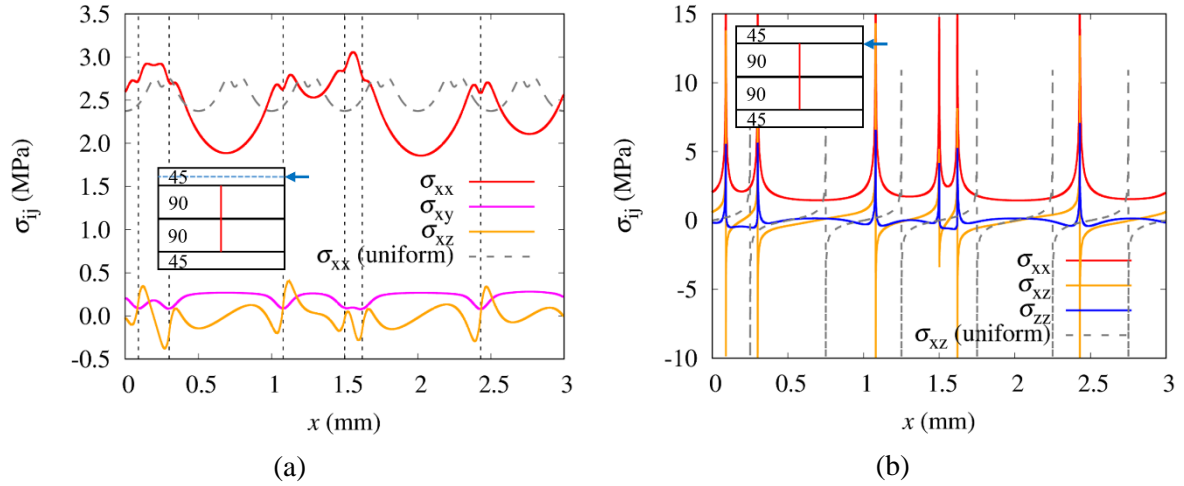 3.5
3.0
2.5
2.0
1.5
1.0
0.5
0.0
-0.5
σij (MPa)
45
90
90
45
σxx
σxy
σxz
σxx (uniform)
0 0.5 1 1.5 2 2.5 3
x (mm)
(a)
15
10
5
0
-5
-10
σij (MPa)
45
90
90
45
σxx
σxz
σzz
σxz (uniform)
0 0.5 1 1.5 2 2.5 3
x (mm)
(b)